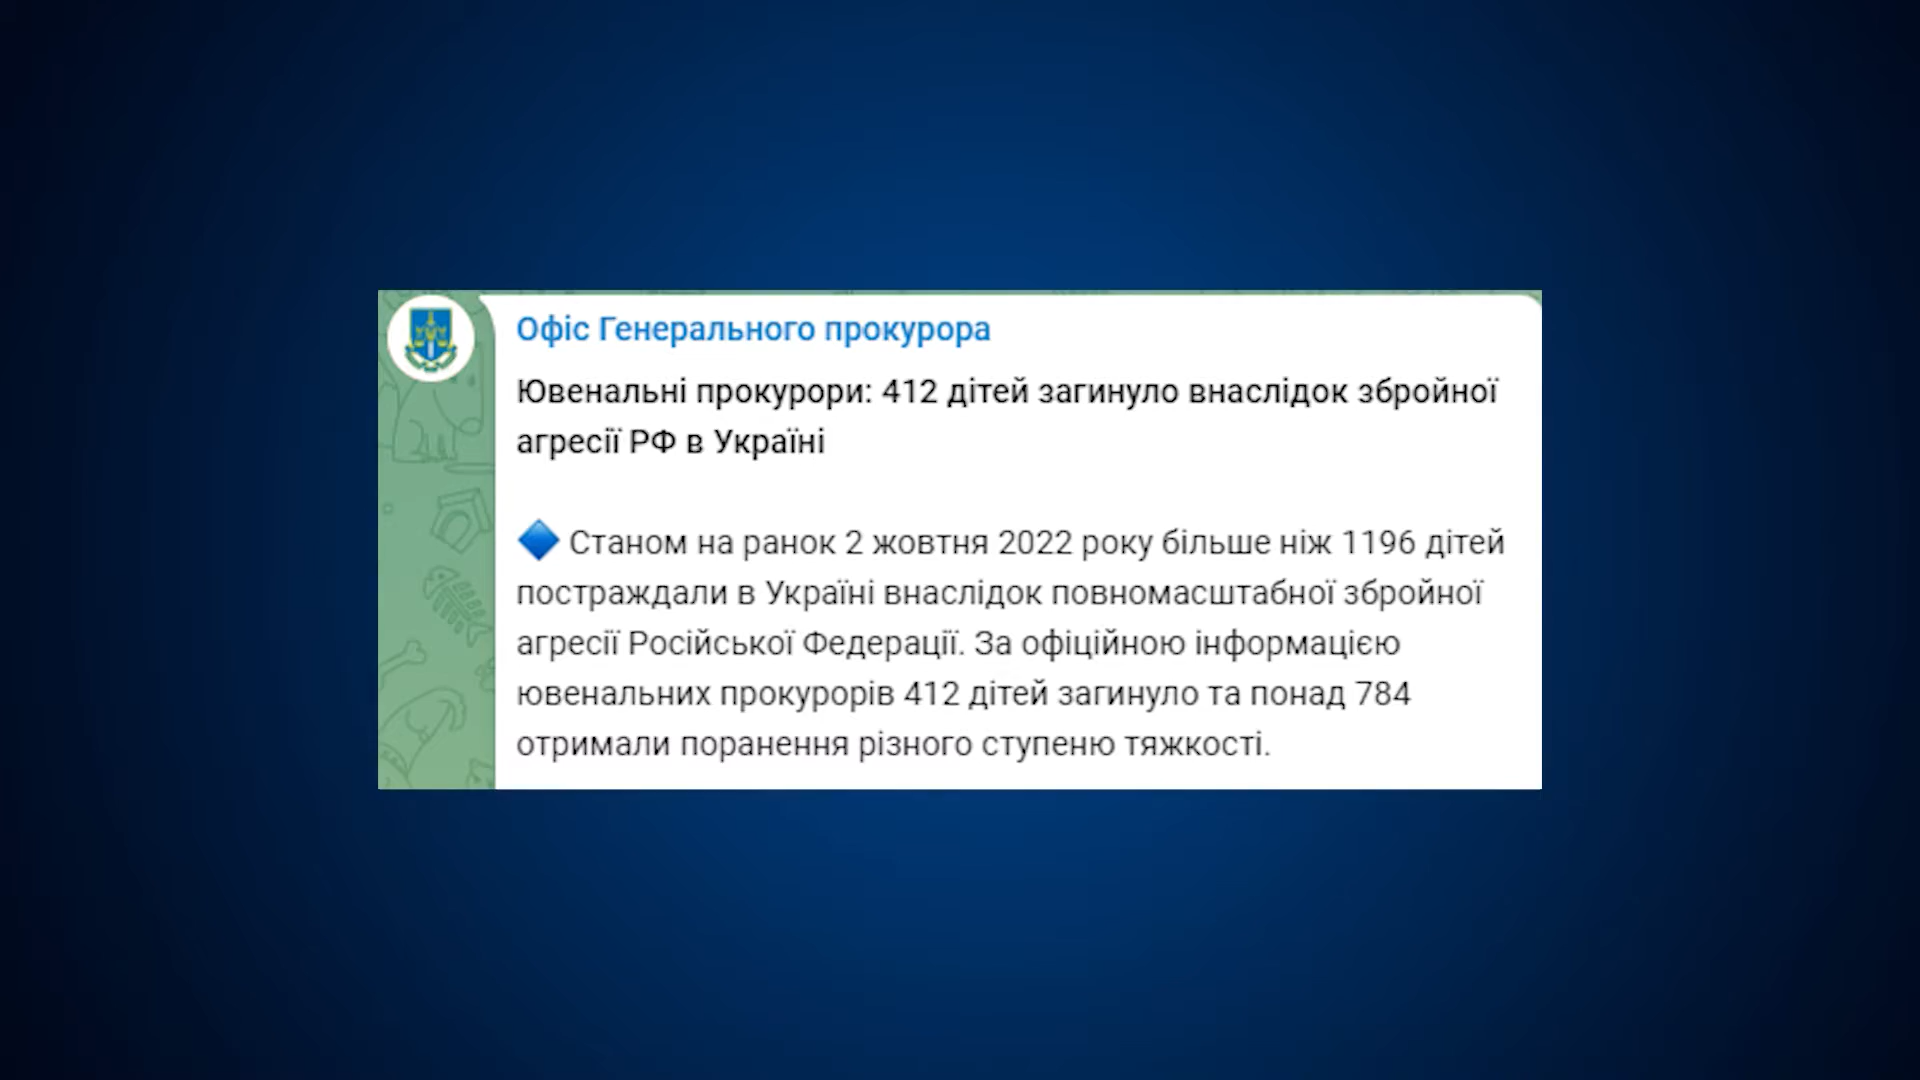 Офіс Генерального прокурора
Ювенальні прокурори: 412 дітей загинуло внаслідок збройної
агресії РФ в Україні
Станом на ранок 2 жовтня 2022 року більше ніж 1196 дітей
постраждали в Україні внаслідок повномасштабної збройної
агресії Російської Федерації. За офіційною інформацією
ювенальних прокурорів 412 дітей загинуло та понад 784
отримали поранення різного ступеню тяжкості.